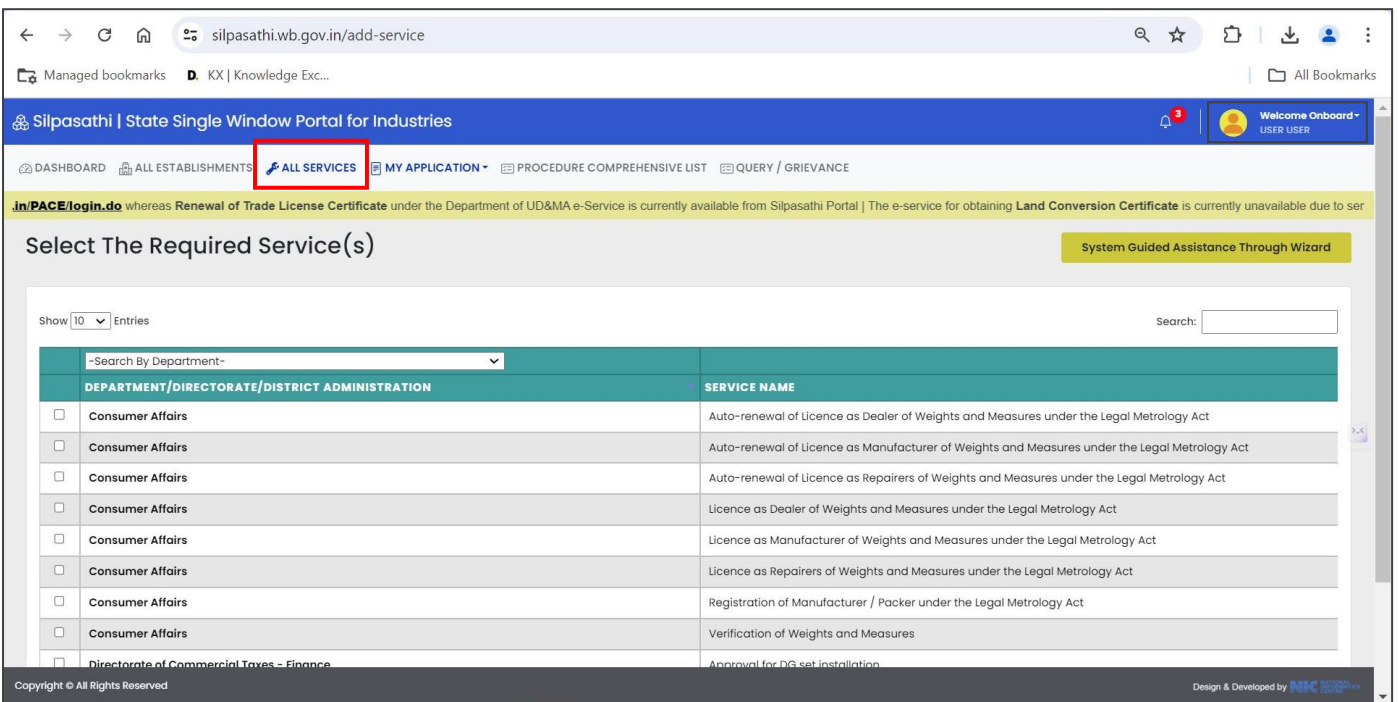 silpasathi.wb.gov.in/add-service
Managed bookmarks D. KX | Knowledge Exc... All Bookmarks
Silpasathi | State Single Window Portal for Industries 3 Welcome Onboard
USER USER
DASHBOARD ALL ESTABLISHMENTS ALL SERVICES MY APPLICATION PROCEDURE COMPREHENSIVE LIST QUERY / GRIEVANCE
.in/PACE/login.do whereas Renewal of Trade License Certificate under the Department of UD&MA e-Service is currently available from Silpasathi Portal | The e-service for obtaining Land Conversion Certificate is currently unavailable due to ser
Select The Required Service(s) System Guided Assistance Through Wizard
Show 10 Entries Search:
-Search By Department-
DEPARTMENT/DIRECTORATE/DISTRICT ADMINISTRATION SERVICE NAME
Consumer Affairs Auto-renewal of Licence as Dealer of Weights and Measures under the Legal Metrology Act
Consumer Affairs Auto-renewal of Licence as Manufacturer of Weights and Measures under the Legal Metrology Act
Consumer Affairs Auto-renewal of Licence as Repairers of Weights and Measures under the Legal Metrology Act
Consumer Affairs Licence as Dealer of Weights and Measures under the Legal Metrology Act
Consumer Affairs Licence as Manufacturer of Weights and Measures under the Legal Metrology Act
Consumer Affairs Licence as Repairers of Weights and Measures under the Legal Metrology Act
Consumer Affairs Registration of Manufacturer / Packer under the Legal Metrology Act
Consumer Affairs Verification of Weights and Measures
Directorate of Commercial Taxes - Finance Approval for DG set installation
Copyright © All Rights Reserved Design & Developed by NIC NATIONAL INFORMATICS CENTRE